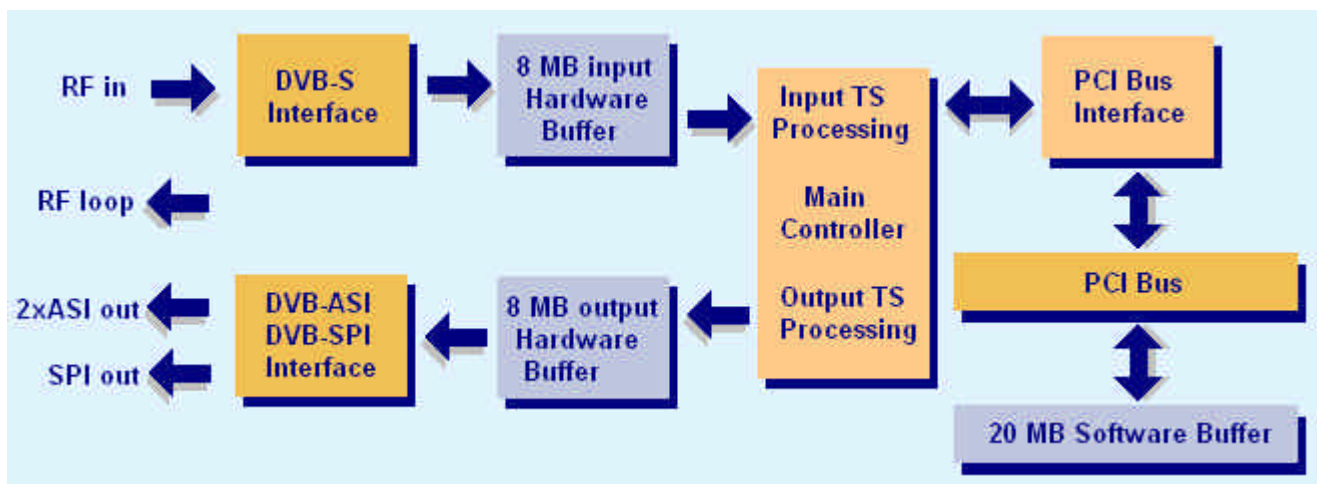 RF in
DVB-S
Interface
8 MB input
Hardware
Buffer
Input TS
Processing
Main
Controller
Output TS
Processing
PCI Bus
Interface
RF loop
PCI Bus
2xASI out
SPI out
DVB-ASI
DVB-SPI
Interface
8 MB output
Hardware
Buffer
20 MB Software Buffer